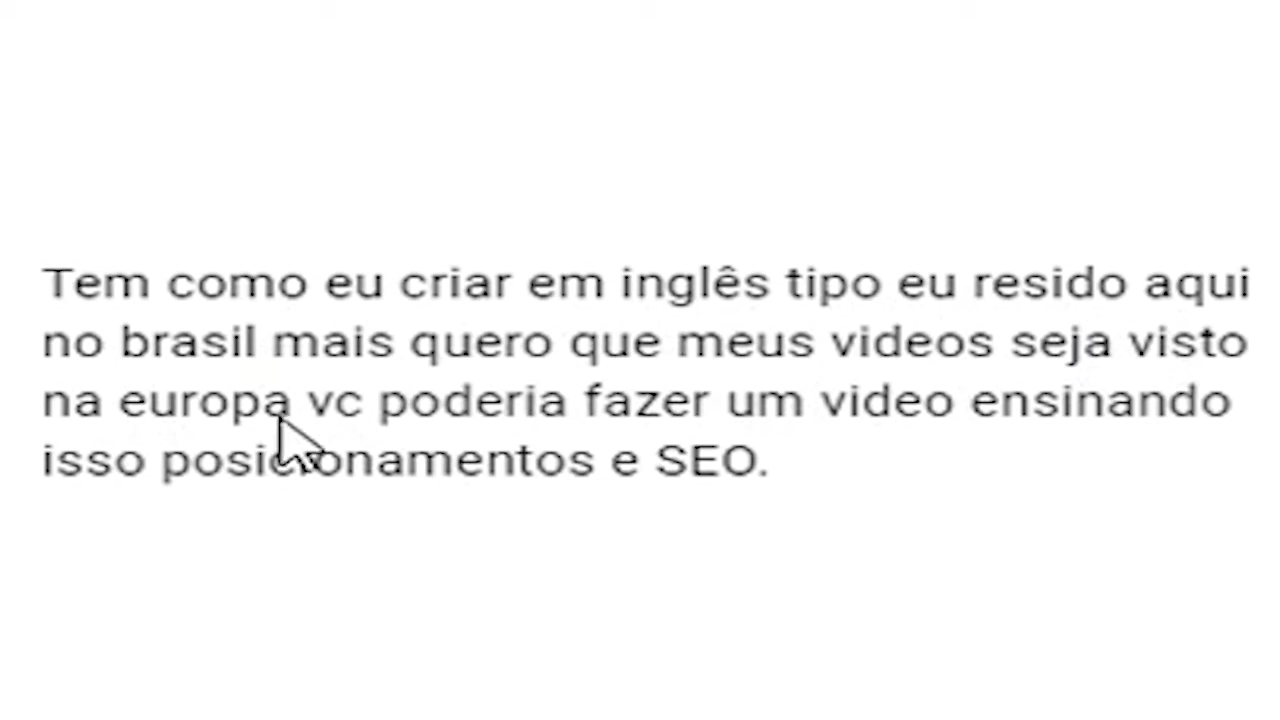 Tem como eu criar em inglês tipo eu resido aqui
no brasil mais quero que meus videos seja visto
na europa vc poderia fazer um video ensinando
isso posicionamentos e SEO.